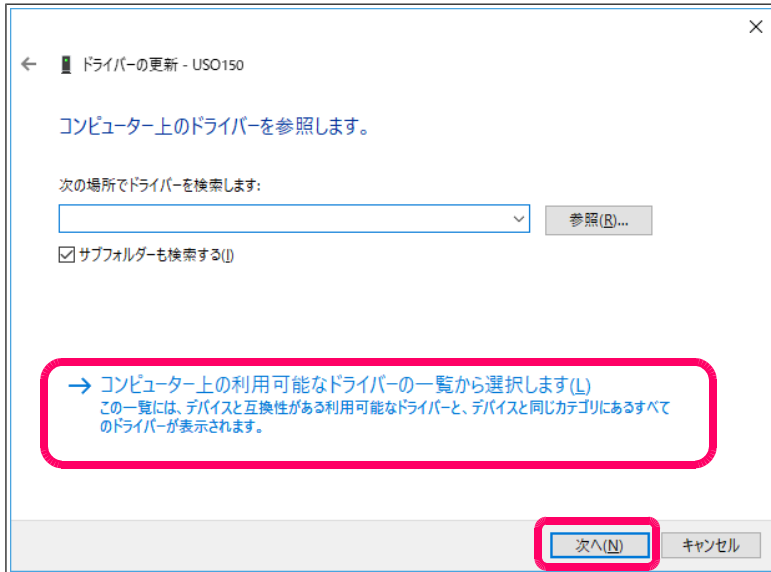 ドライバーの更新 - USO150
コンピューター上のドライバーを参照します。
次の場所でドライバーを検索します:
参照(R)...
サブフォルダーも検索する(I)
コンピューター上の利用可能なドライバーの一覧から選択します(L)
この一覧には、デバイスと互換性がある利用可能なドライバーと、デバイスと同じカテゴリにあるすべて
のドライバーが表示されます。
次へ(N)
キャンセル